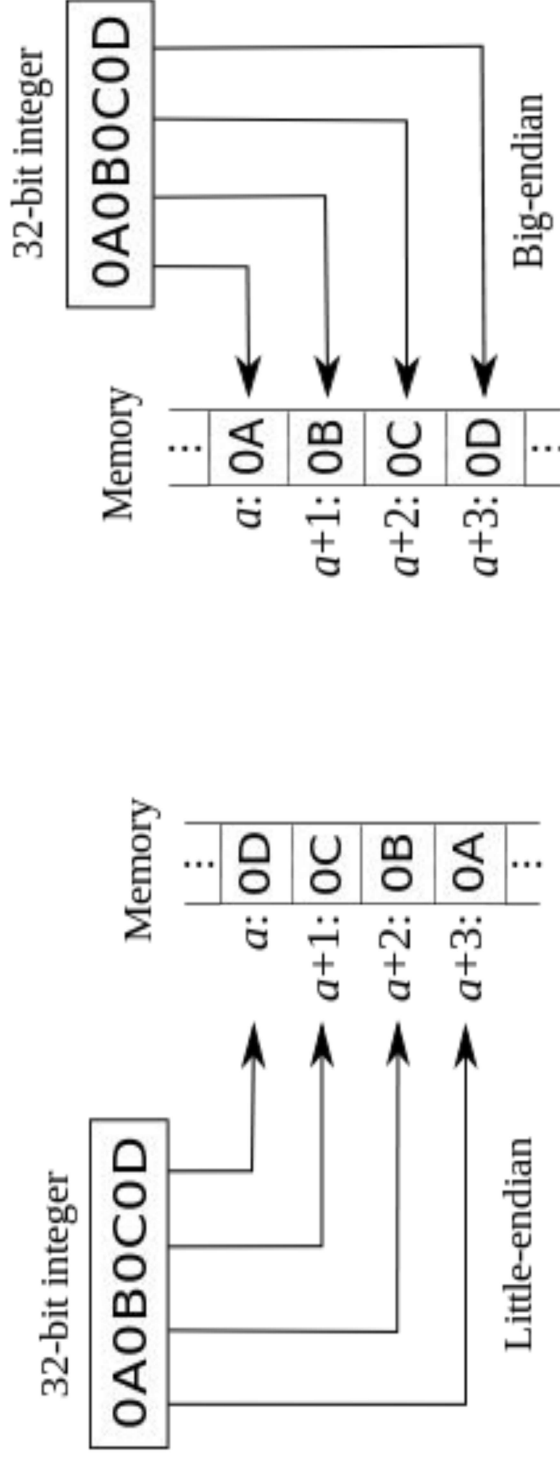 32-bit integer
0A0B0C0D
Memory
⋮
a: 0D
a+1: 0C
a+2: 0B
a+3: 0A
⋮
Little-endian
Memory
32-bit integer
0A0B0C0D
⋮
a: 0A
a+1: 0B
a+2: 0C
a+3: 0D
⋮
Big-endian